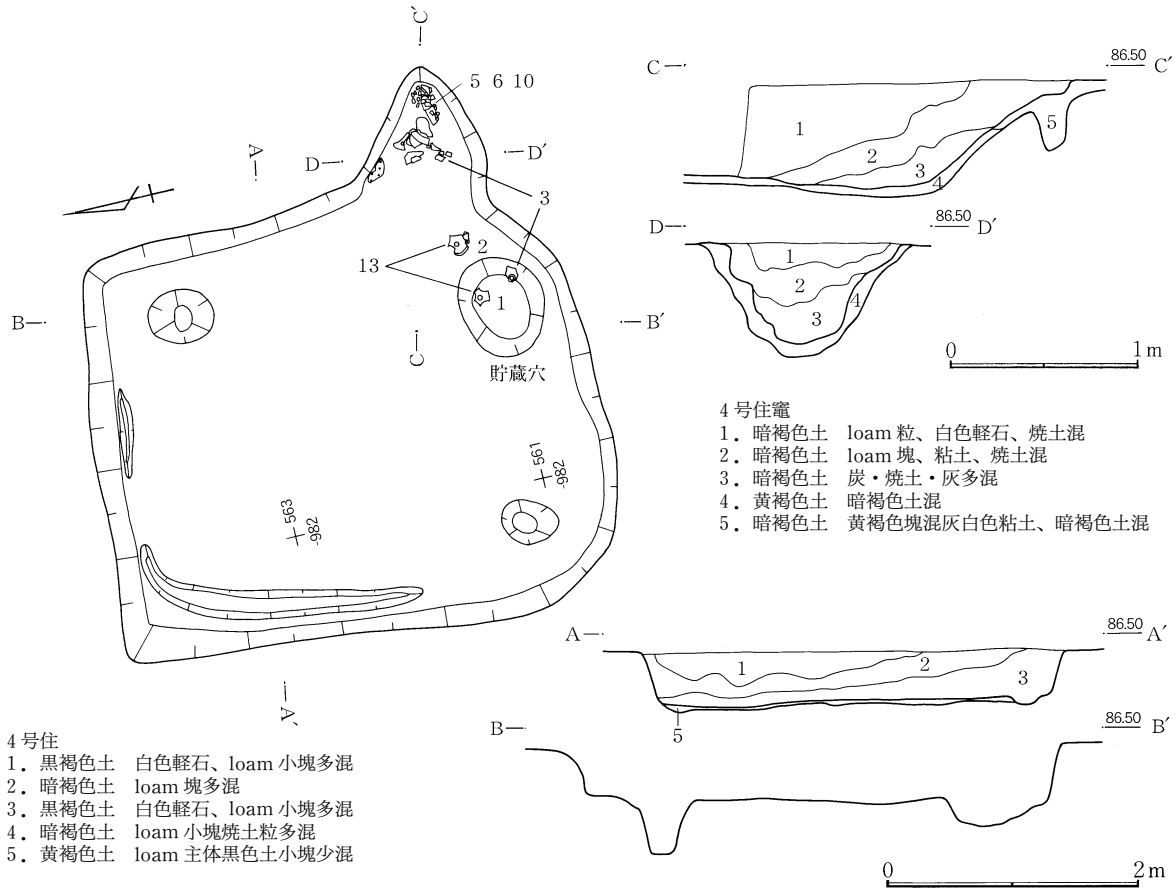 C′
5 6 10
A
D
D′
3
13
2
1
B
B′
C
貯蔵穴
561
-982
563
-982
A′
C
86.50
C′
1
2
3
4
5
D
86.50
D′
1
2
3
4
0 1m
4号住竈
1．暗褐色土　loam 粒、白色軽石、焼土混
2．暗褐色土　loam 塊、粘土、焼土混
3．暗褐色土　炭・焼土・灰多混
4．黄褐色土　暗褐色土混
5．暗褐色土　黄褐色塊混灰白色粘土、暗褐色土混
A
86.50
A′
1
2
3
5
B
86.50
B′
4号住
1．黒褐色土　白色軽石、loam 小塊多混
2．暗褐色土　loam 塊多混
3．黒褐色土　白色軽石、loam 小塊多混
4．暗褐色土　loam 小塊焼土粒多混
5．黄褐色土　loam 主体黒色土小塊少混
0 2m